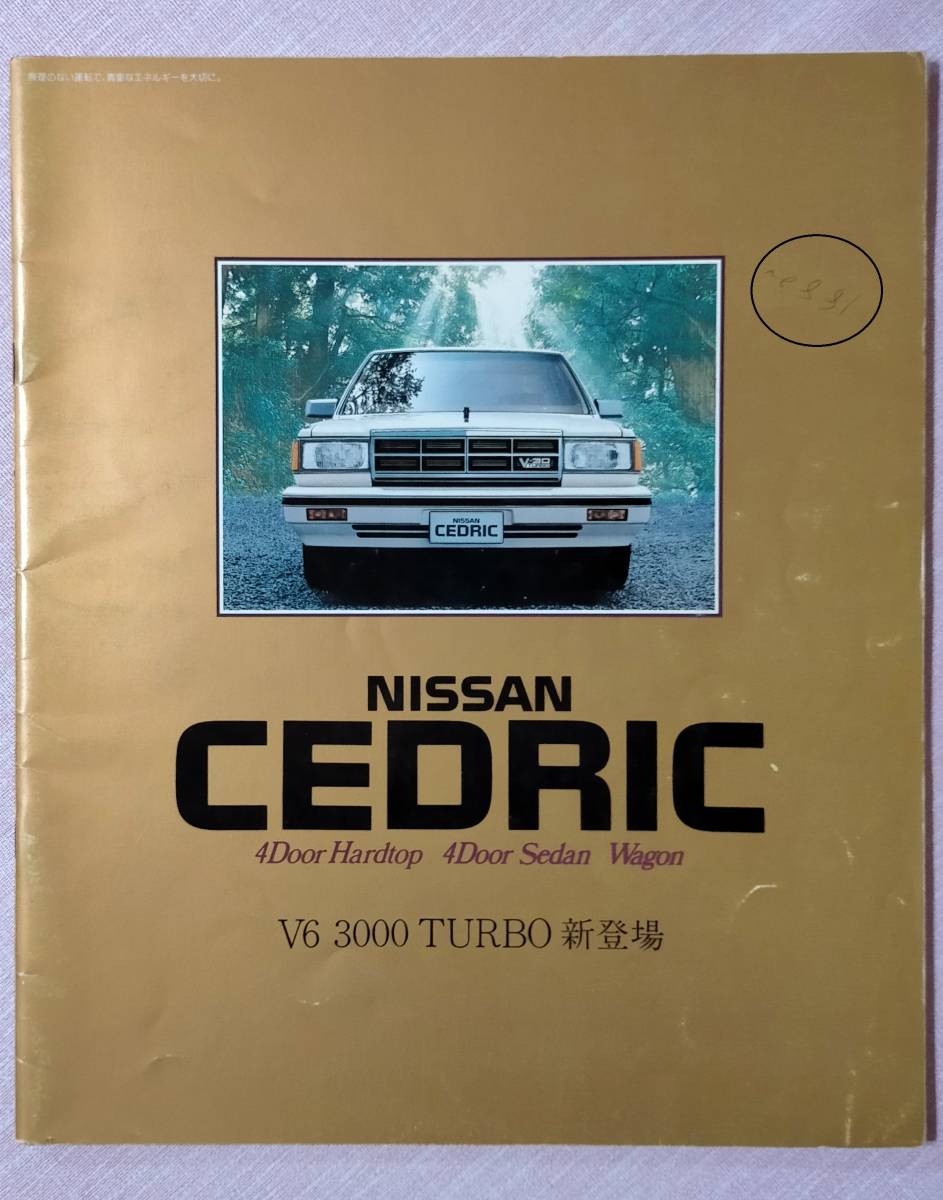 無理のない運転で、貴重なエネルギーを大切に。
V-30
NISSAN
CEDRIC
NISSAN
CEDRIC
4Door Hardtop 4Door Sedan Wagon
V6 3000 TURBO 新登場